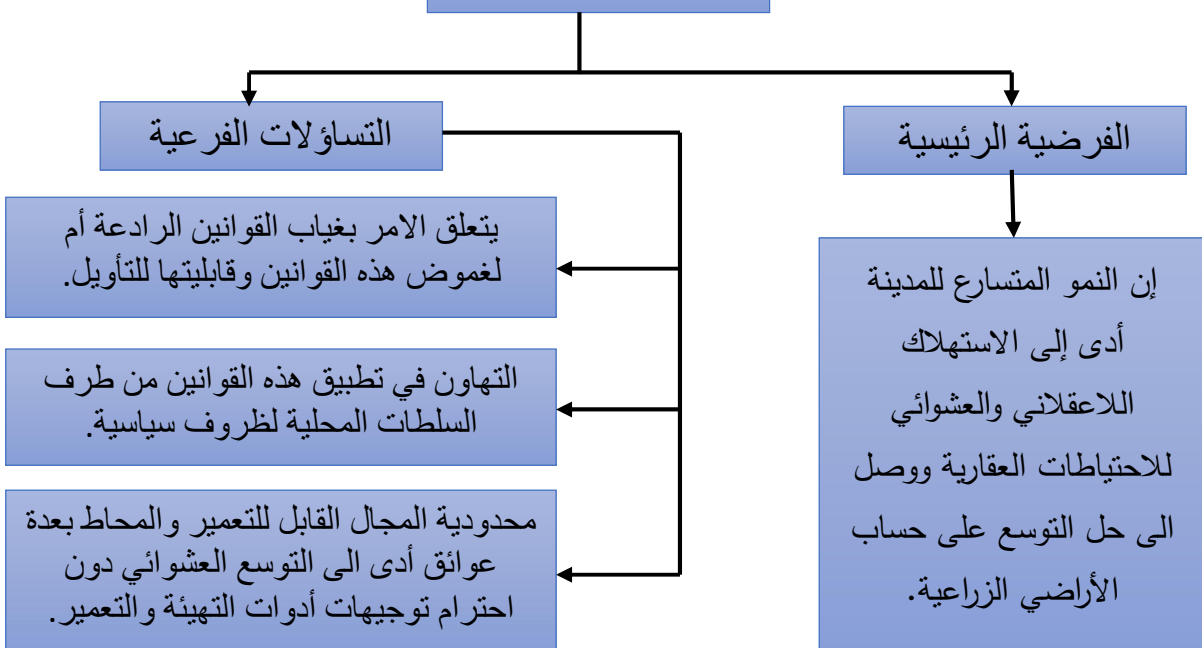 الفرضية الرئيسية
إن النمو المتسارع للمدينة
أدى إلى الاستهلاك
اللاعقلاني والعشوائي
للاحتياطات العقارية ووصل
الى حل التوسع على حساب
الأراضي الزراعية.
التساؤلات الفرعية
يتعلق الامر بغياب القوانين الرادعة أم
لغموض هذه القوانين وقابليتها للتأويل.
التهاون في تطبيق هذه القوانين من طرف
السلطات المحلية لظروف سياسية.
محدودية المجال القابل للتعمير والمحاط بعدة
عوائق أدى الى التوسع العشوائي دون
احترام توجيهات أدوات التهيئة والتعمير.